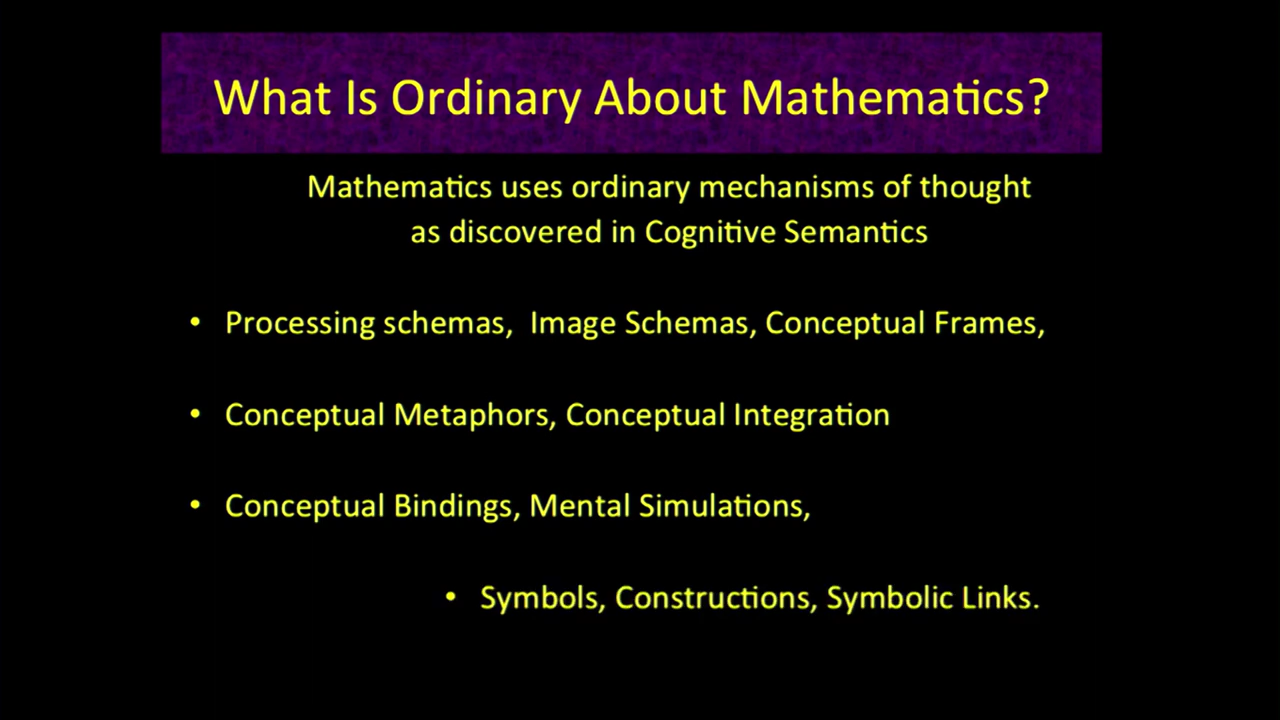 What Is Ordinary About Mathematics?
Mathematics uses ordinary mechanisms of thought
as discovered in Cognitive Semantics
• Processing schemas,  Image Schemas, Conceptual Frames,
• Conceptual Metaphors, Conceptual Integration
• Conceptual Bindings, Mental Simulations,
• Symbols, Constructions, Symbolic Links.